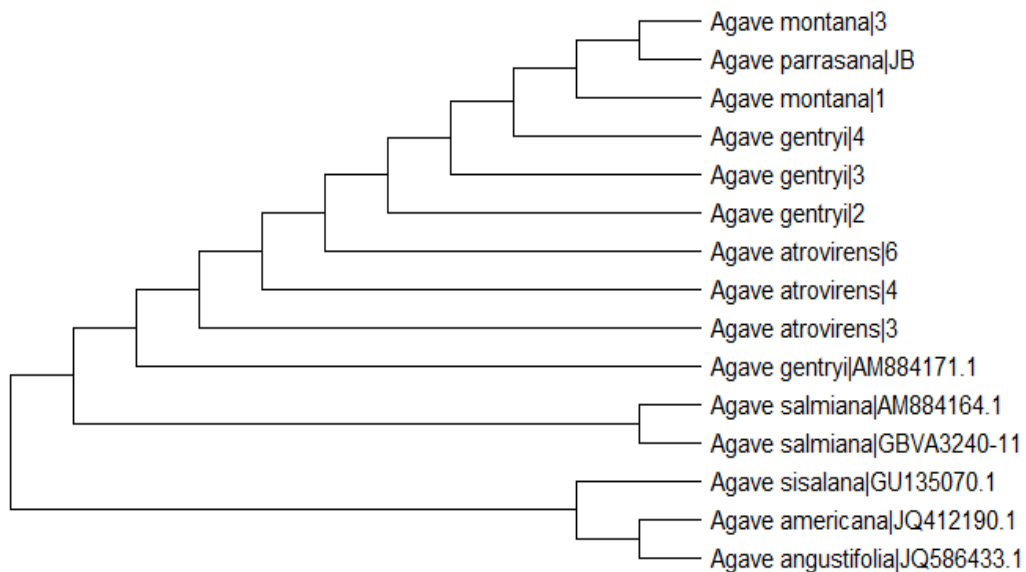 Agave montana|3
Agave parrasana|JB
Agave montana|1
Agave gentryi|4
Agave gentryi|3
Agave gentryi|2
Agave atrovirens|6
Agave atrovirens|4
Agave atrovirens|3
Agave gentryi|AM884171.1
Agave salmiana|AM884164.1
Agave salmiana|GBVA3240-11
Agave sisalana|GU135070.1
Agave americana|JQ412190.1
Agave angustifolia|JQ586433.1